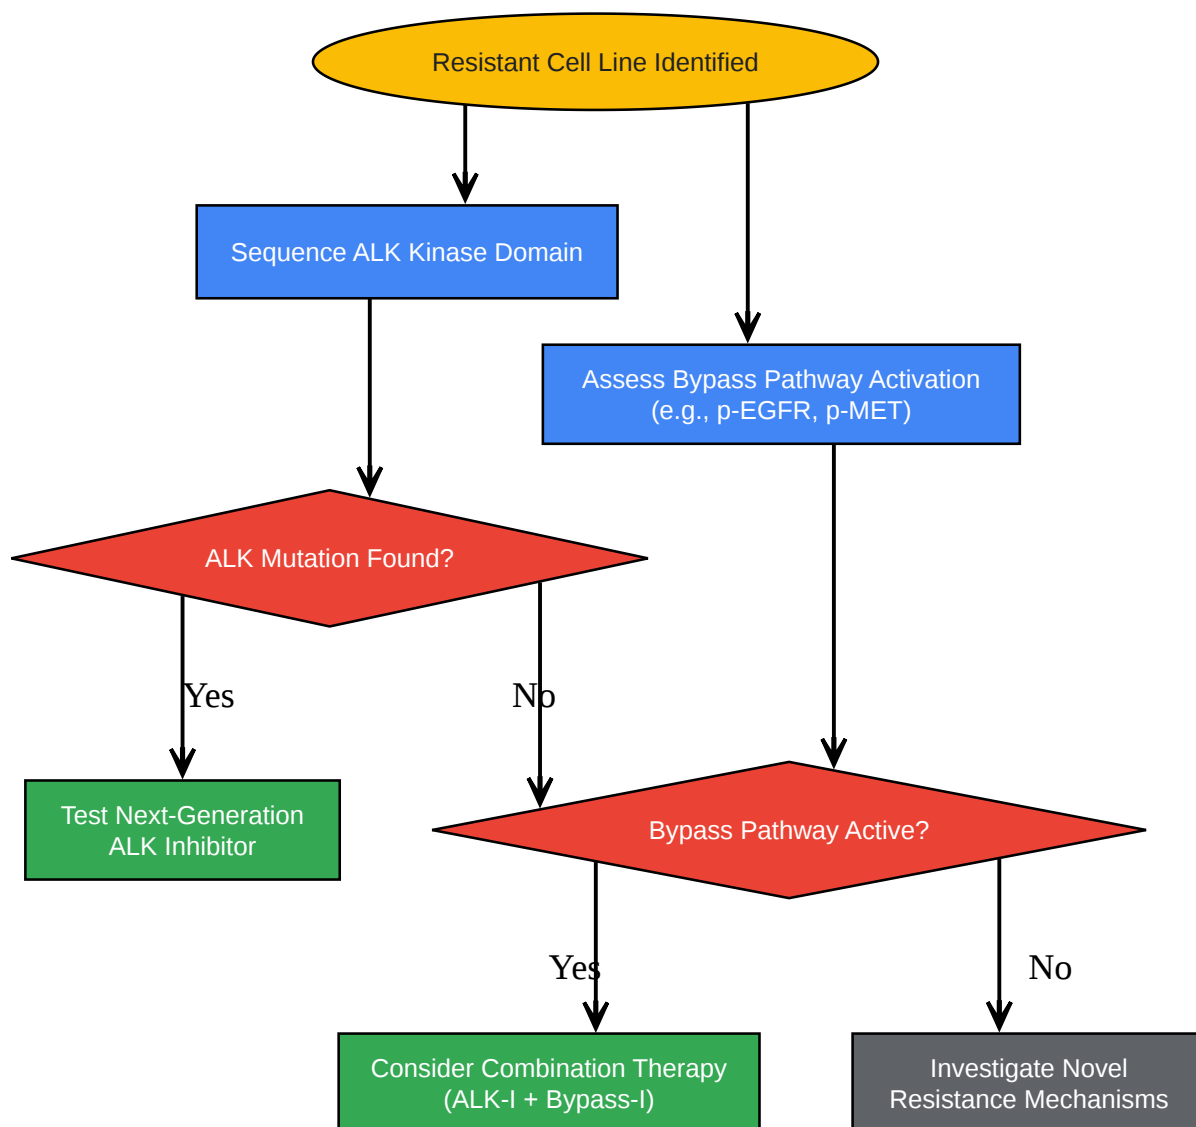 Resistant Cell Line Identified
Sequence ALK Kinase Domain
Assess Bypass Pathway Activation
(e.g., p-EGFR, p-MET)
ALK Mutation Found?
Yes
No
Test Next-Generation
ALK Inhibitor
Bypass Pathway Active?
Yes
No
Consider Combination Therapy
(ALK-I + Bypass-I)
Investigate Novel
Resistance Mechanisms